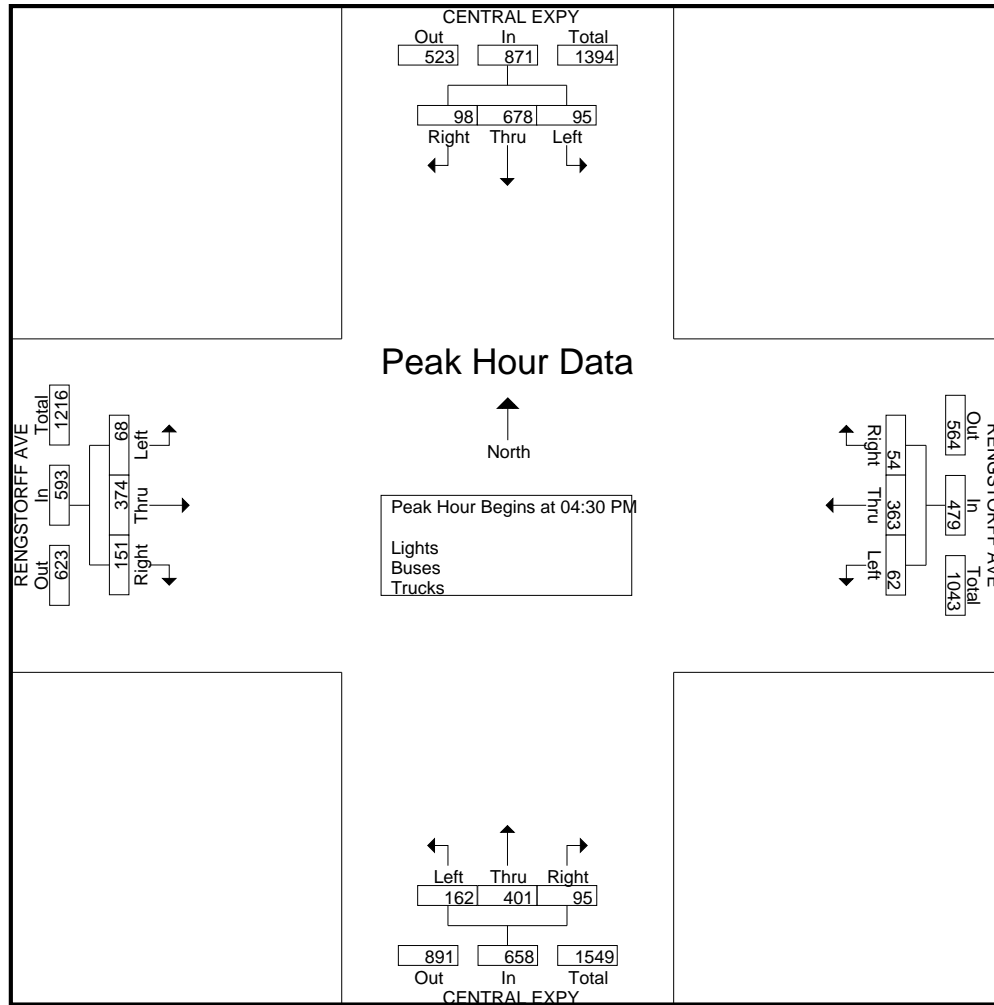 CENTRAL EXPY
Out In Total
523 871 1394
98 678 95
Right Thru Left
Peak Hour Data
North
Peak Hour Begins at 04:30 PM
Lights
Buses
Trucks
RENGSTORFF AVE
Out In Total
623 593 1216
151 374 68
Right Thru Left
RENGSTORFF AVE
Out In Total
564 479 1043
54 363 62
Right Thru Left
Left Thru Right
162 401 95
891 658 1549
Out In Total
CENTRAL EXPY